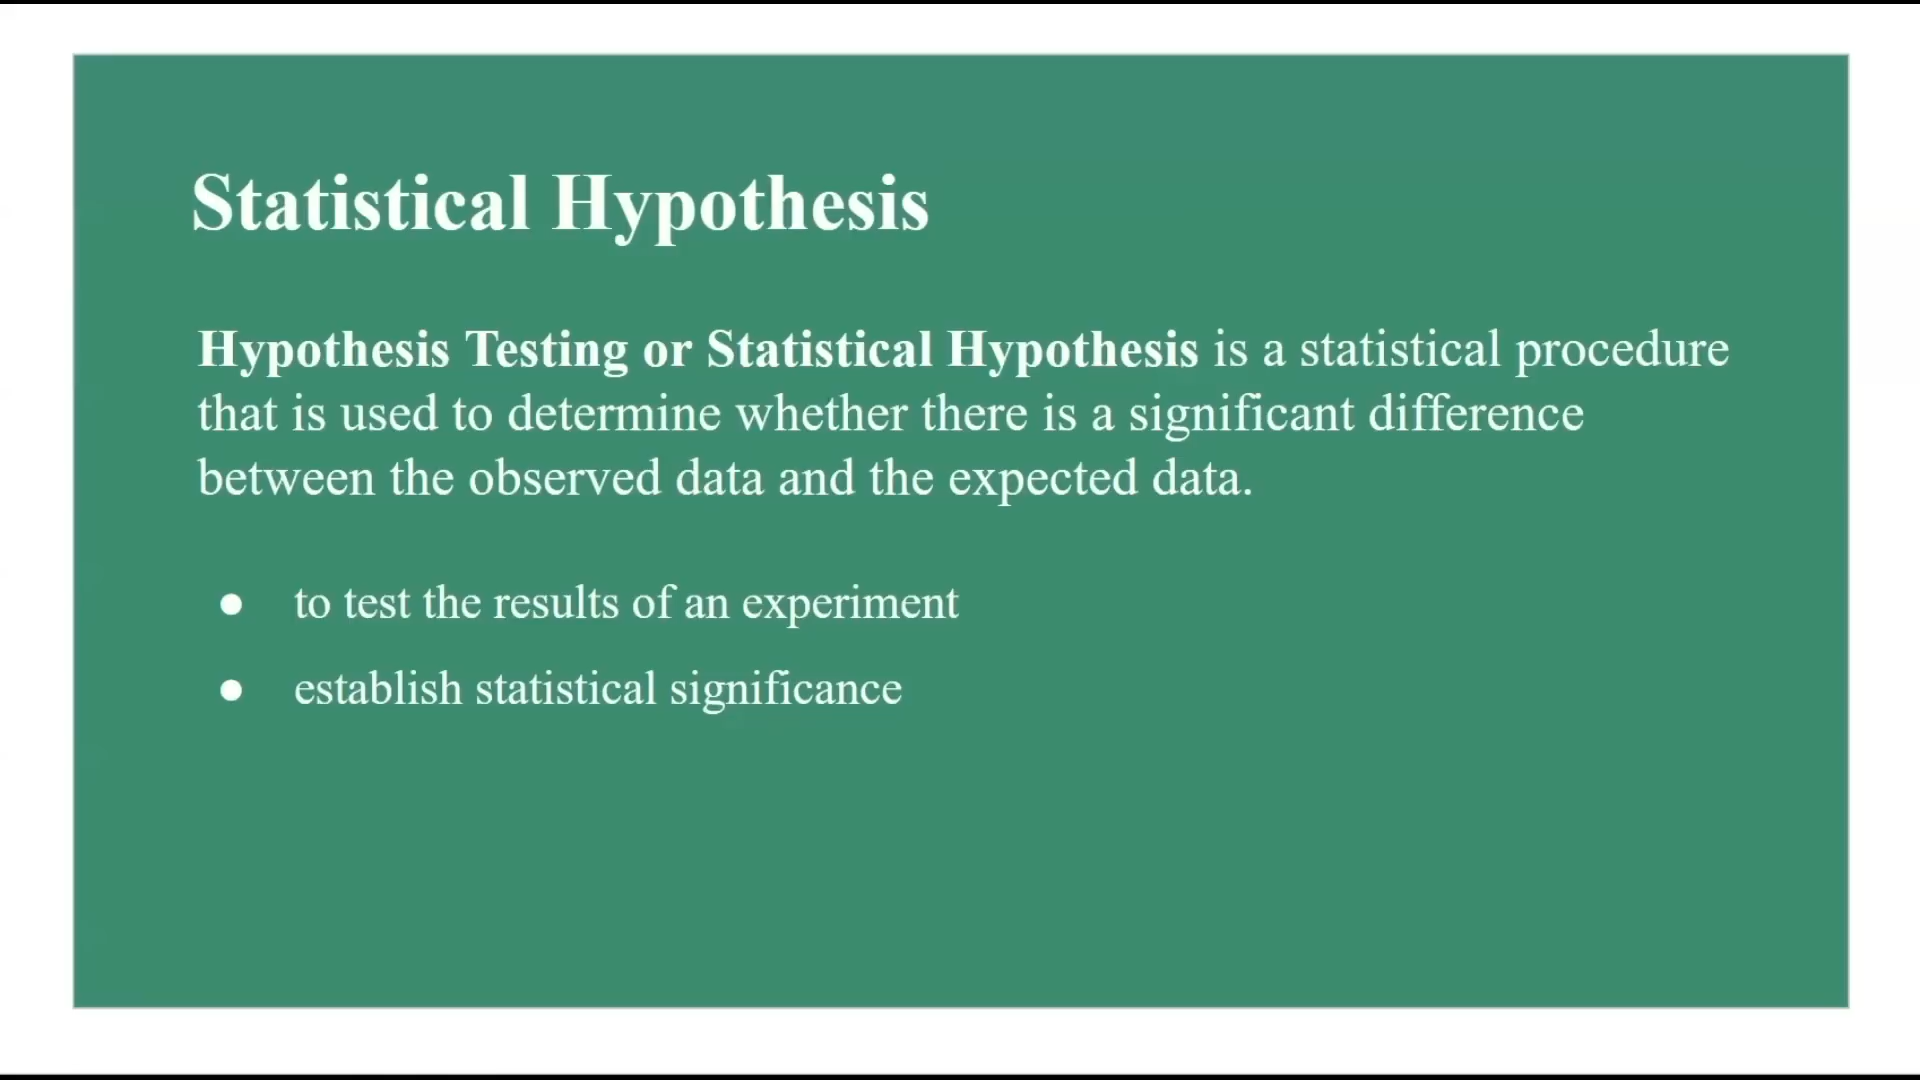 Statistical Hypothesis
Hypothesis Testing or Statistical Hypothesis is a statistical procedure
that is used to determine whether there is a significant difference
between the observed data and the expected data.
● to test the results of an experiment
● establish statistical significance